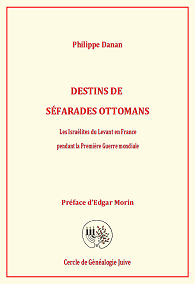 Philippe Danan
DESTINS DE
SÉFARADES OTTOMANS
Les Israélites du Levant en France
pendant la Première Guerre mondiale
Préface d'Edgar Morin
Cercle de Généalogie Juive